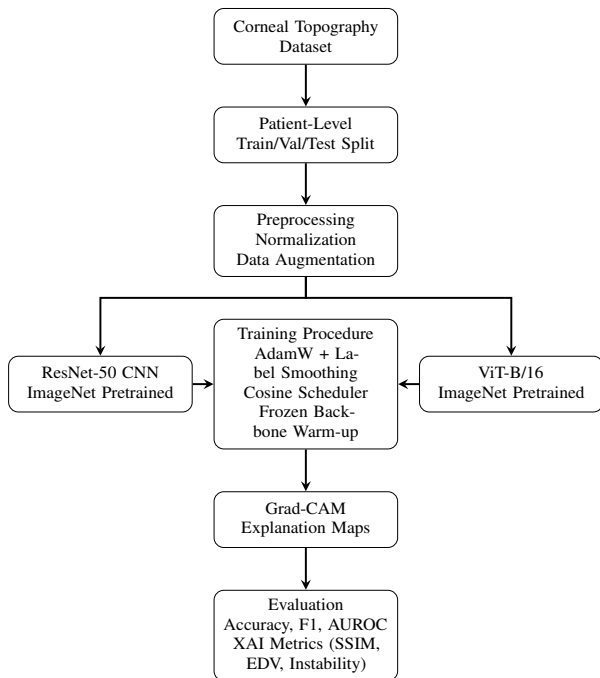 Corneal Topography
Dataset
Patient-Level
Train/Val/Test Split
Preprocessing
Normalization
Data Augmentation
ResNet-50 CNN
ImageNet Pretrained
Training Procedure
AdamW + La-
bel Smoothing
Cosine Scheduler
Frozen Back-
bone Warm-up
ViT-B/16
ImageNet Pretrained
Grad-CAM
Explanation Maps
Evaluation
Accuracy, F1, AUROC
XAI Metrics (SSIM,
EDV, Instability)